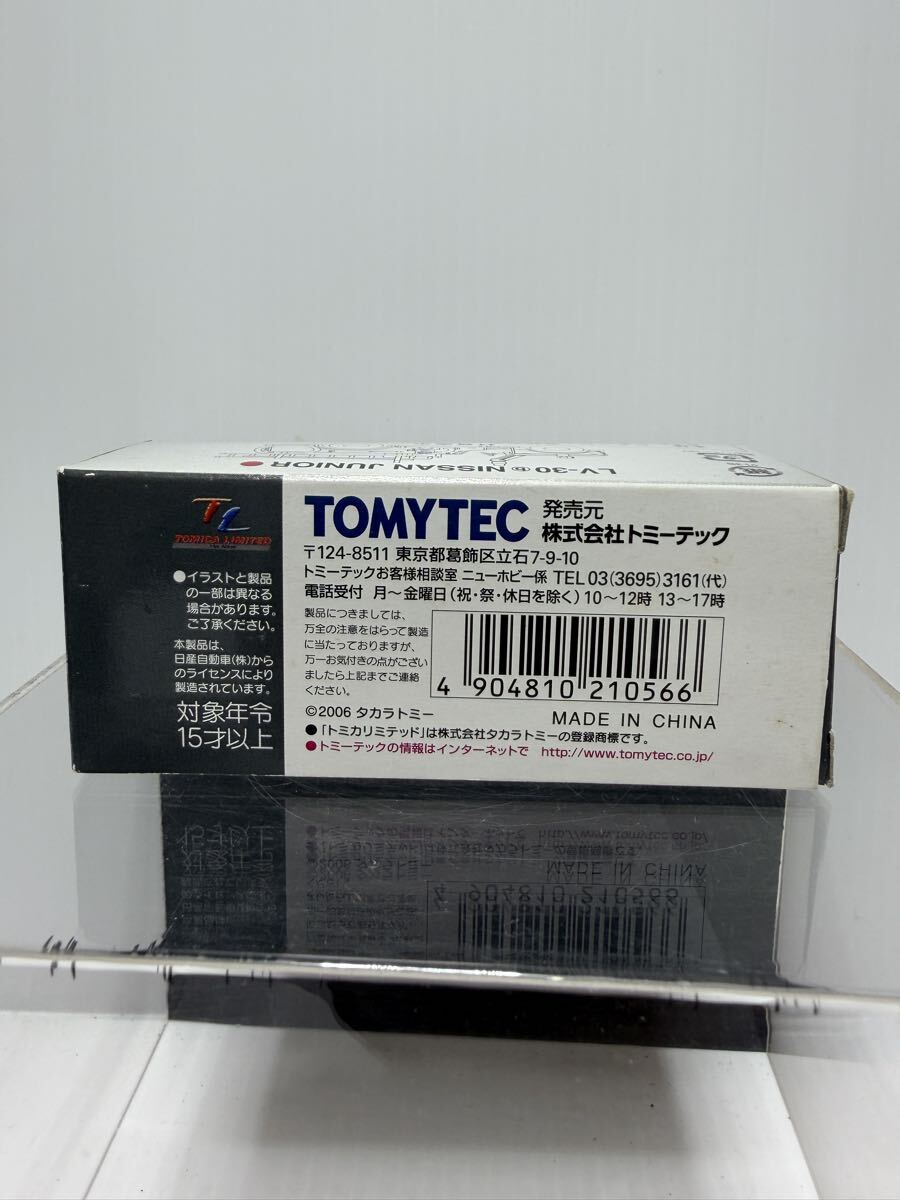 LV-30 a NISSAN JUNIOR
TL
TOMICA LIMITED
●イラストと製品
の一部は異なる
場合があります。
ご了承ください。
本製品は、
日産自動車(株)から
のライセンスにより
製造されています。
対象年令
15才以上
TOMYTEC
発売元
株式会社トミーテック
〒124-8511 東京都葛飾区立石7-9-10
トミーテックお客様相談室 ニューホビー係 TEL 03(3695)3161(代)
電話受付 月〜金曜日(祝・祭・休日を除く) 10〜12時 13〜17時
製品につきましては、
万全の注意をはらって製造
に当たっておりますが、
万一お気付きの点がござい
ましたら上記までご連絡
ください。
4 904810 210566
©2006 タカラトミー
MADE IN CHINA
●「トミカリミテッド」は株式会社タカラトミーの登録商標です。
●トミーテックの情報はインターネットで http://www.tomytec.co.jp/